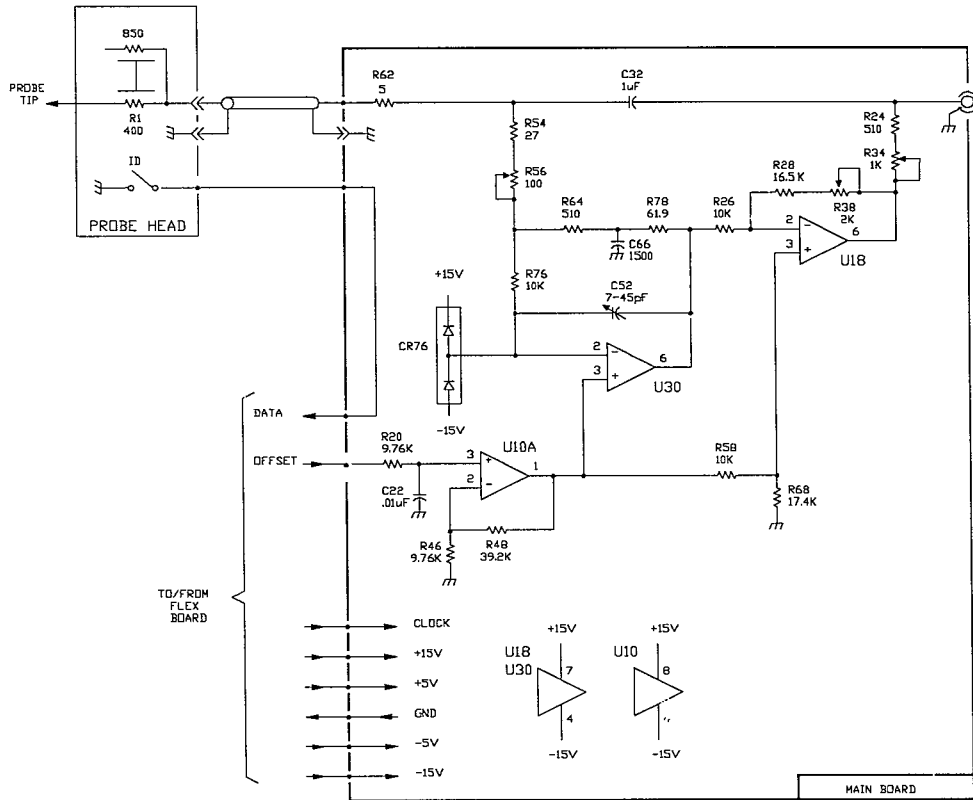 850
PROBE
TIP
R1
400
ID
PROBE HEAD
R62
5
C32
1uF
R54
27
R56
100
R24
510
R34
1K
R28
16.5K
R38
2K
R64
510
R78
61.9
R26
10K
C66
1500
2
3
6
U18
R76
10K
C52
7-45pF
+15V
CR76
-15V
2
3
6
U30
DATA
OFFSET
R20
9.76K
C22
.01uF
U10A
3
2
1
R46
9.76K
R48
39.2K
R58
10K
R68
17.4K
TO/FROM
FLEX
BOARD
CLOCK
+15V
+5V
GND
-5V
-15V
U18
U30
+15V
7
4
-15V
U10
+15V
8
-15V
MAIN BOARD